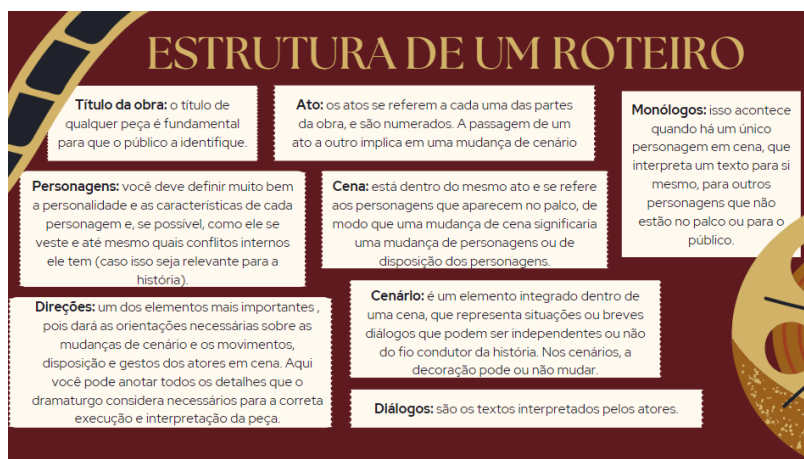 ESTRUTURA DE UM ROTEIRO
Título da obra: o título de
qualquer peça é fundamental
para que o público a identifique.
Ato: os atos se referem a cada uma das partes
da obra, e são numerados. A passagem de um
ato a outro implica em uma mudança de cenário
Monólogos: isso acontece
quando há um único
personagem em cena, que
interpreta um texto para si
mesmo, para outros
personagens que não
estão no palco ou para o
público.
Personagens: você deve definir muito bem
a personalidade e as características de cada
personagem e, se possível, como ele se
veste e até mesmo quais conflitos internos
ele tem (caso isso seja relevante para a
história).
Cena: está dentro do mesmo ato e se refere
aos personagens que aparecem no palco, de
modo que uma mudança de cena significaria
uma mudança de personagens ou de
disposição dos personagens.
Direções: um dos elementos mais importantes ,
pois dará as orientações necessárias sobre as
mudanças de cenário e os movimentos,
disposição e gestos dos atores em cena. Aqui
você pode anotar todos os detalhes que o
dramaturgo considera necessários para a correta
execução e interpretação da peça.
Cenário: é um elemento integrado dentro de
uma cena, que representa situações ou breves
diálogos que podem ser independentes ou não
do fio condutor da história. Nos cenários, a
decoração pode ou não mudar.
Diálogos: são os textos interpretados pelos atores.